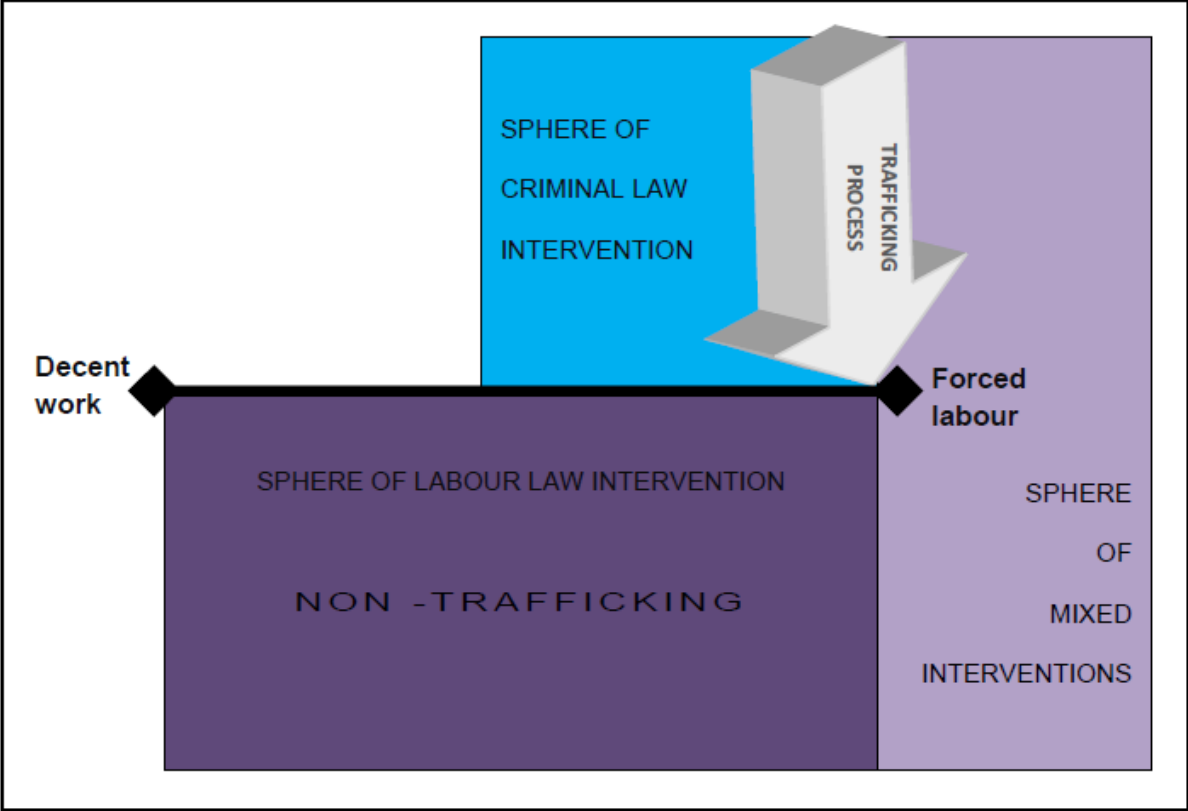 SPHERE OF
CRIMINAL LAW
INTERVENTION
TRAFFICKING
PROCESS
Decent
work
Forced
labour
SPHERE OF LABOUR LAW INTERVENTION
NON -TRAFFICKING
SPHERE
OF
MIXED
INTERVENTIONS